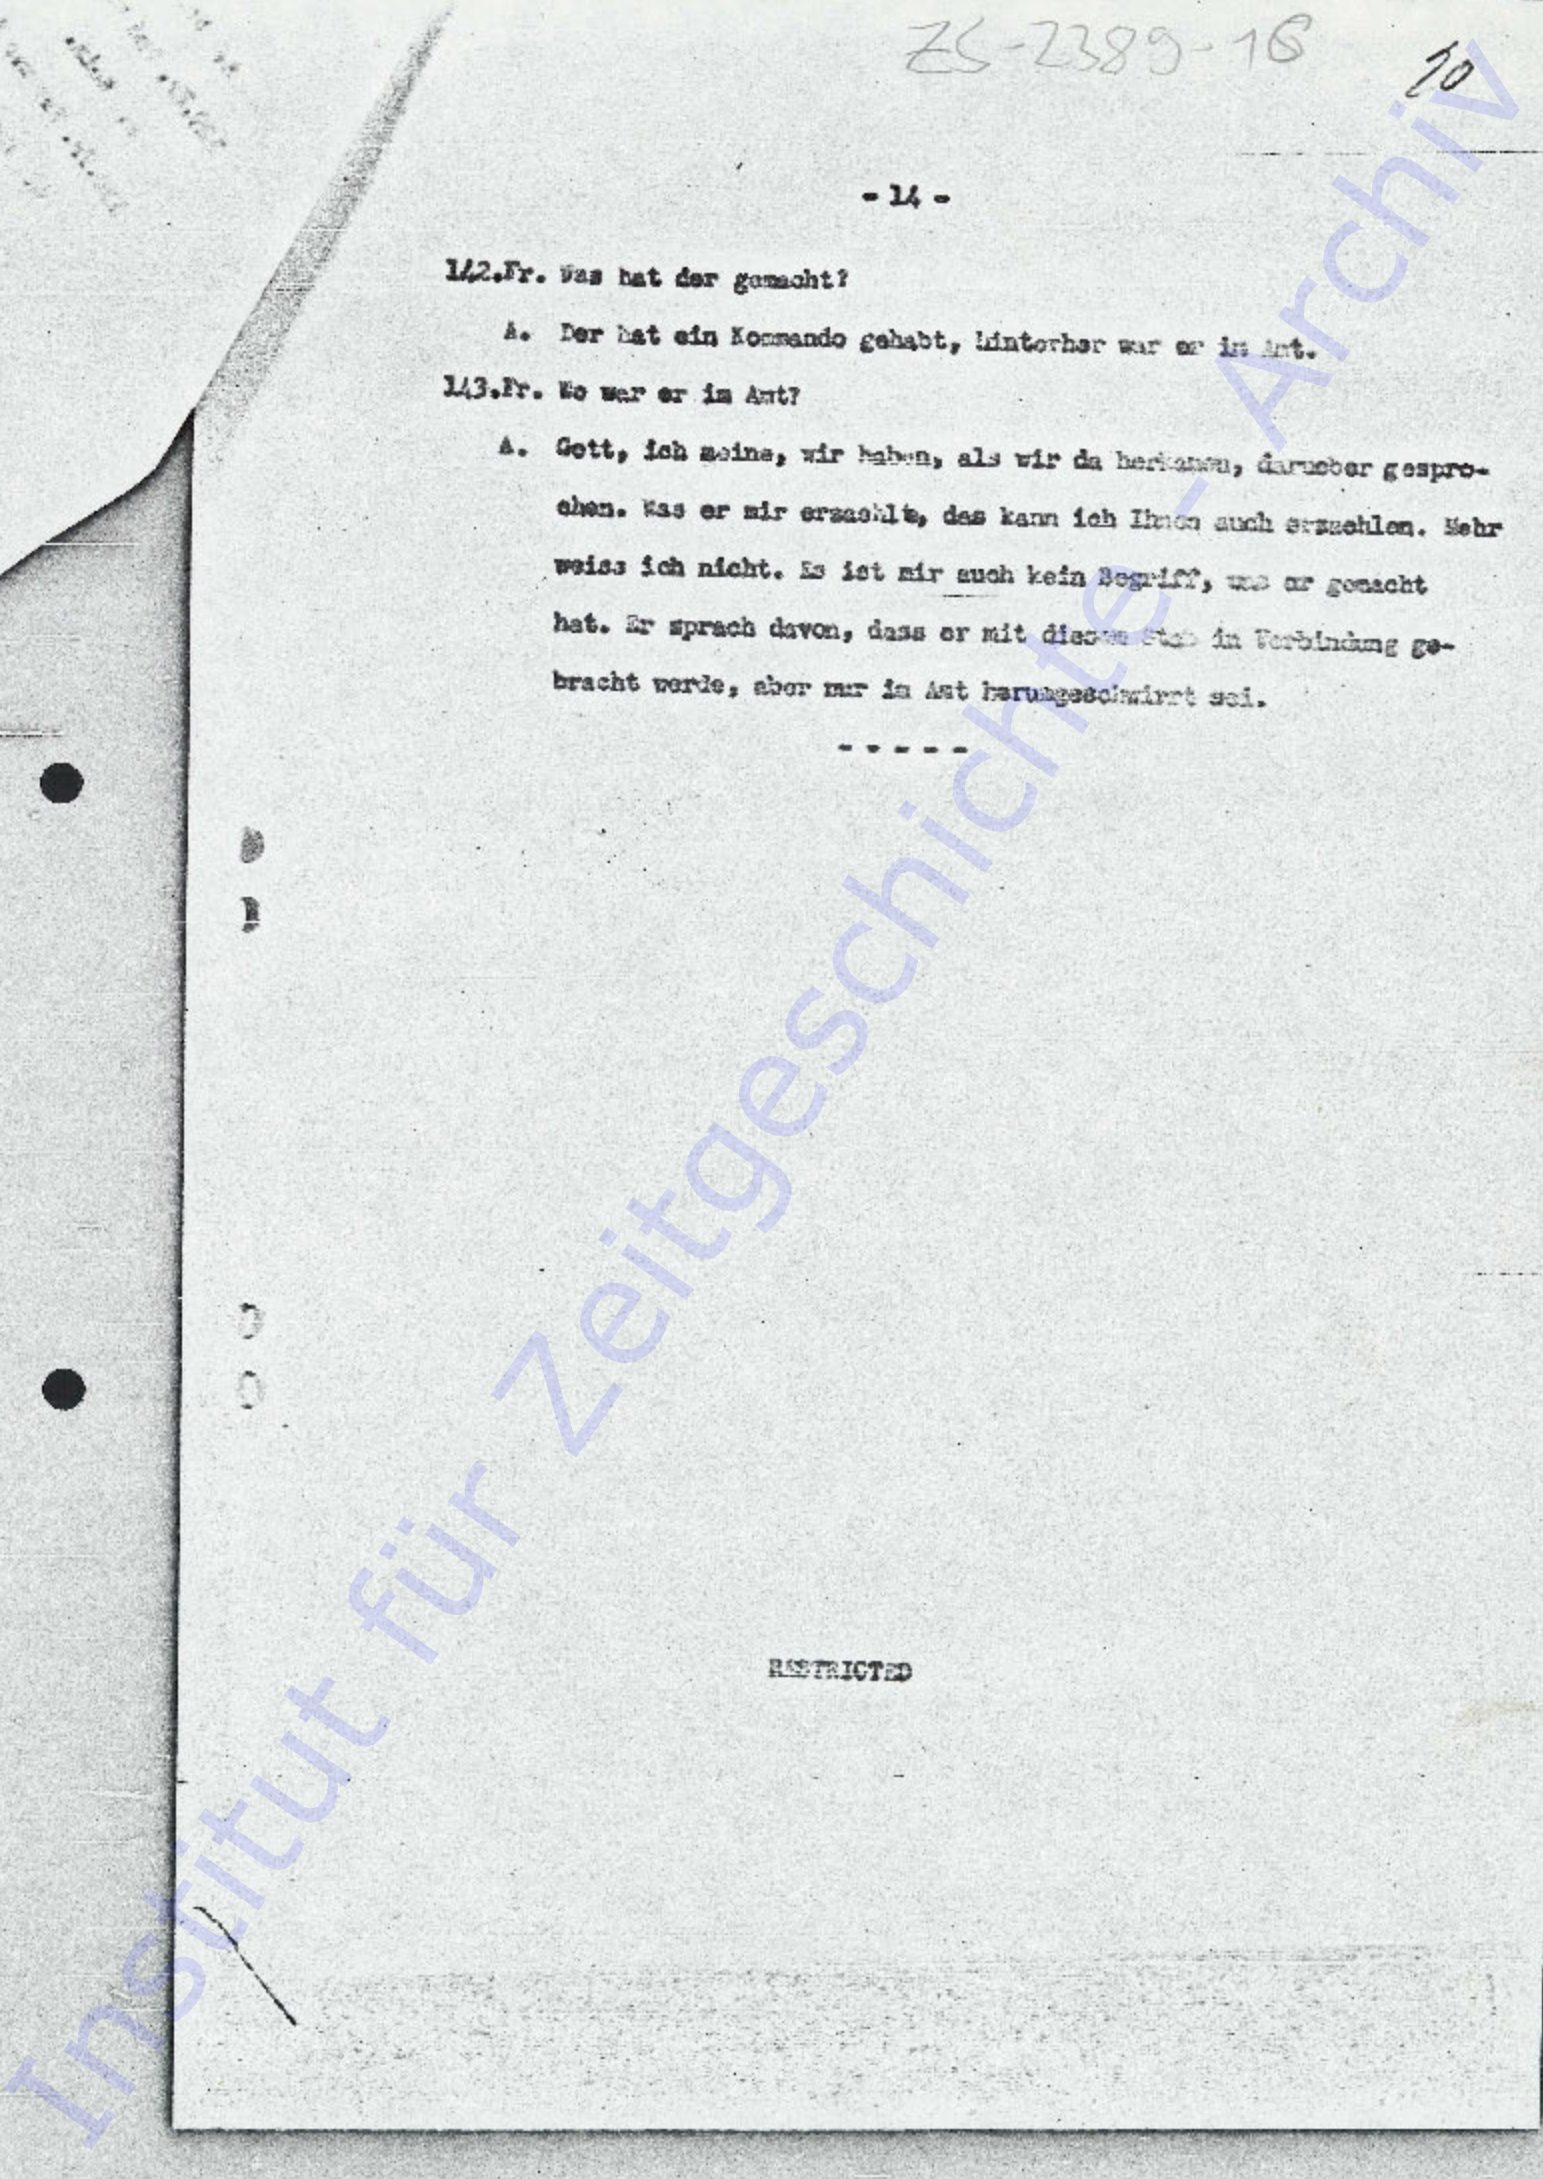 ZS-2389-16
20
- 14 -
142.Fr. Was hat der gemacht?
A. Der hat ein Kommando gehabt, hinterher war er im Amt.
143.Fr. Wo war er im Amt?
A. Gott, ich meine, wir haben, als wir da herkamen, darueber gespro-
chen. Was er mir erzaehlte, das kann ich Ihnen auch erzaehlen. Mehr
weiss ich nicht. Es ist mir auch kein Begriff, was er gemacht
hat. Er sprach davon, dass er mit diesem Stab in Verbindung ge-
bracht werde, aber nur im Amt herumgeschwirrt sei.
- - - - -
RESTRICTED
Institut für Zeitgeschichte - Archiv